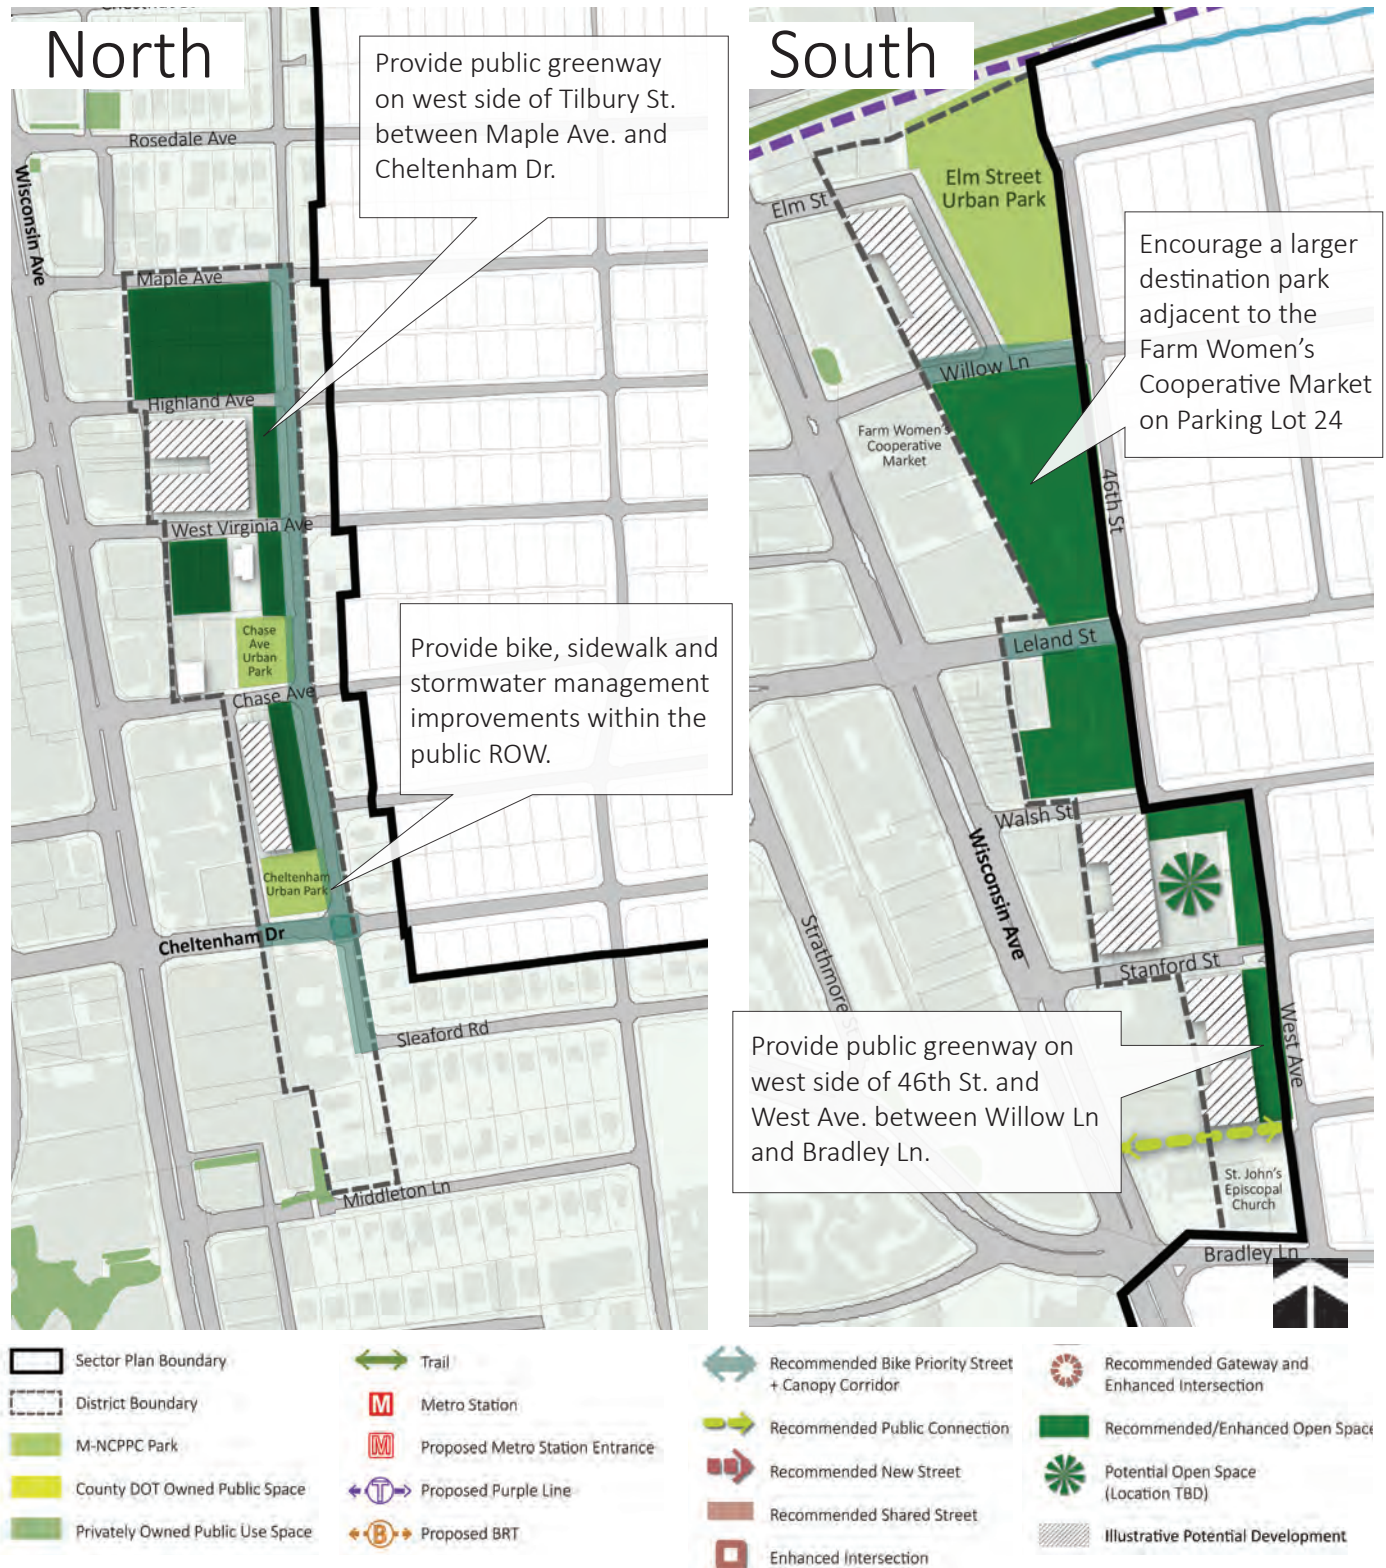 North
Provide public greenway
on west side of Tilbury St.
between Maple Ave. and
Cheltenham Dr.
Rosedale Ave
Wisconsin Ave
Maple Ave
Highland Ave
West Virginia Ave
Chase
Ave
Urban
Park
Chase Ave
Provide bike, sidewalk and
stormwater management
improvements within the
public ROW.
Cheltenham
Urban Park
Cheltenham Dr
Sleaford Rd
Middleton Ln
South
Elm Street
Urban Park
Elm St
Encourage a larger
destination park
adjacent to the
Farm Women's
Cooperative Market
on Parking Lot 24
Willow Ln
Farm Women's
Cooperative
Market
46th St
Leland St
Walsh St
Wisconsin Ave
Stanford St
West Ave
Provide public greenway on
west side of 46th St. and
West Ave. between Willow Ln
and Bradley Ln.
St. John's
Episcopal
Church
Bradley Ln
Sector Plan Boundary
District Boundary
M-NCPPC Park
County DOT Owned Public Space
Privately Owned Public Use Space
Trail
M
Metro Station
M
Proposed Metro Station Entrance
T
Proposed Purple Line
B
Proposed BRT
Recommended Bike Priority Street
+ Canopy Corridor
Recommended Public Connection
Recommended New Street
Recommended Shared Street
Enhanced Intersection
Recommended Gateway and
Enhanced Intersection
Recommended/Enhanced Open Space
Potential Open Space
(Location TBD)
Illustrative Potential Development